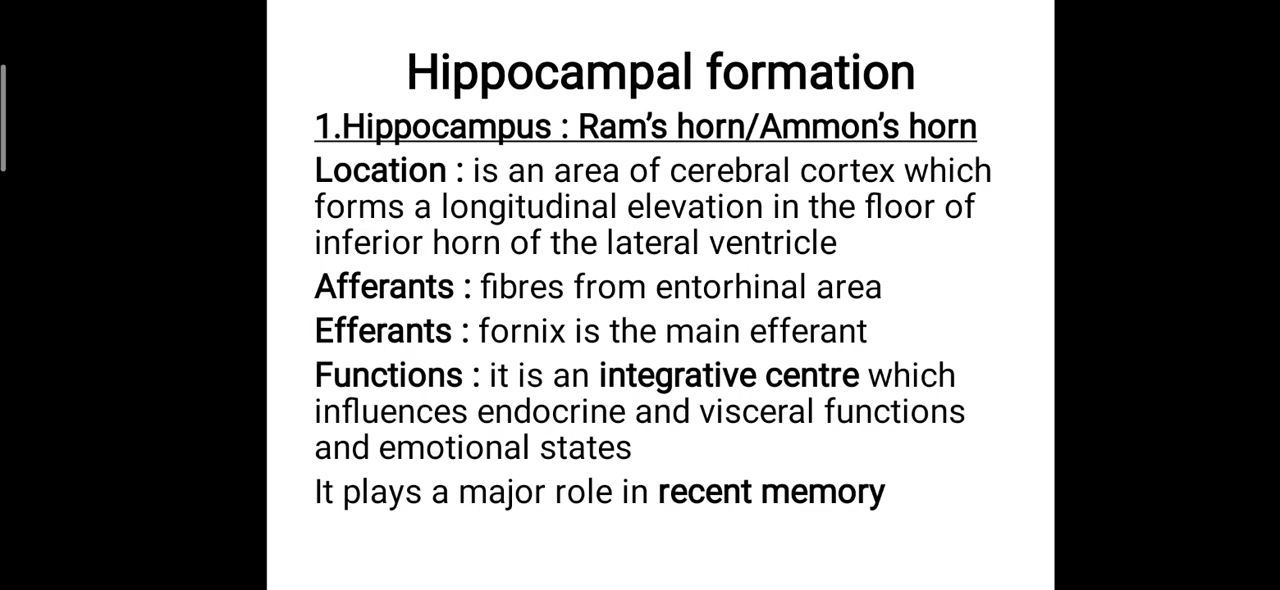 Hippocampal formation
1.Hippocampus : Ram’s horn/Ammon’s horn
Location : is an area of cerebral cortex which
forms a longitudinal elevation in the floor of
inferior horn of the lateral ventricle
Afferants : fibres from entorhinal area
Efferants : fornix is the main efferant
Functions : it is an integrative centre which
influences endocrine and visceral functions
and emotional states
It plays a major role in recent memory